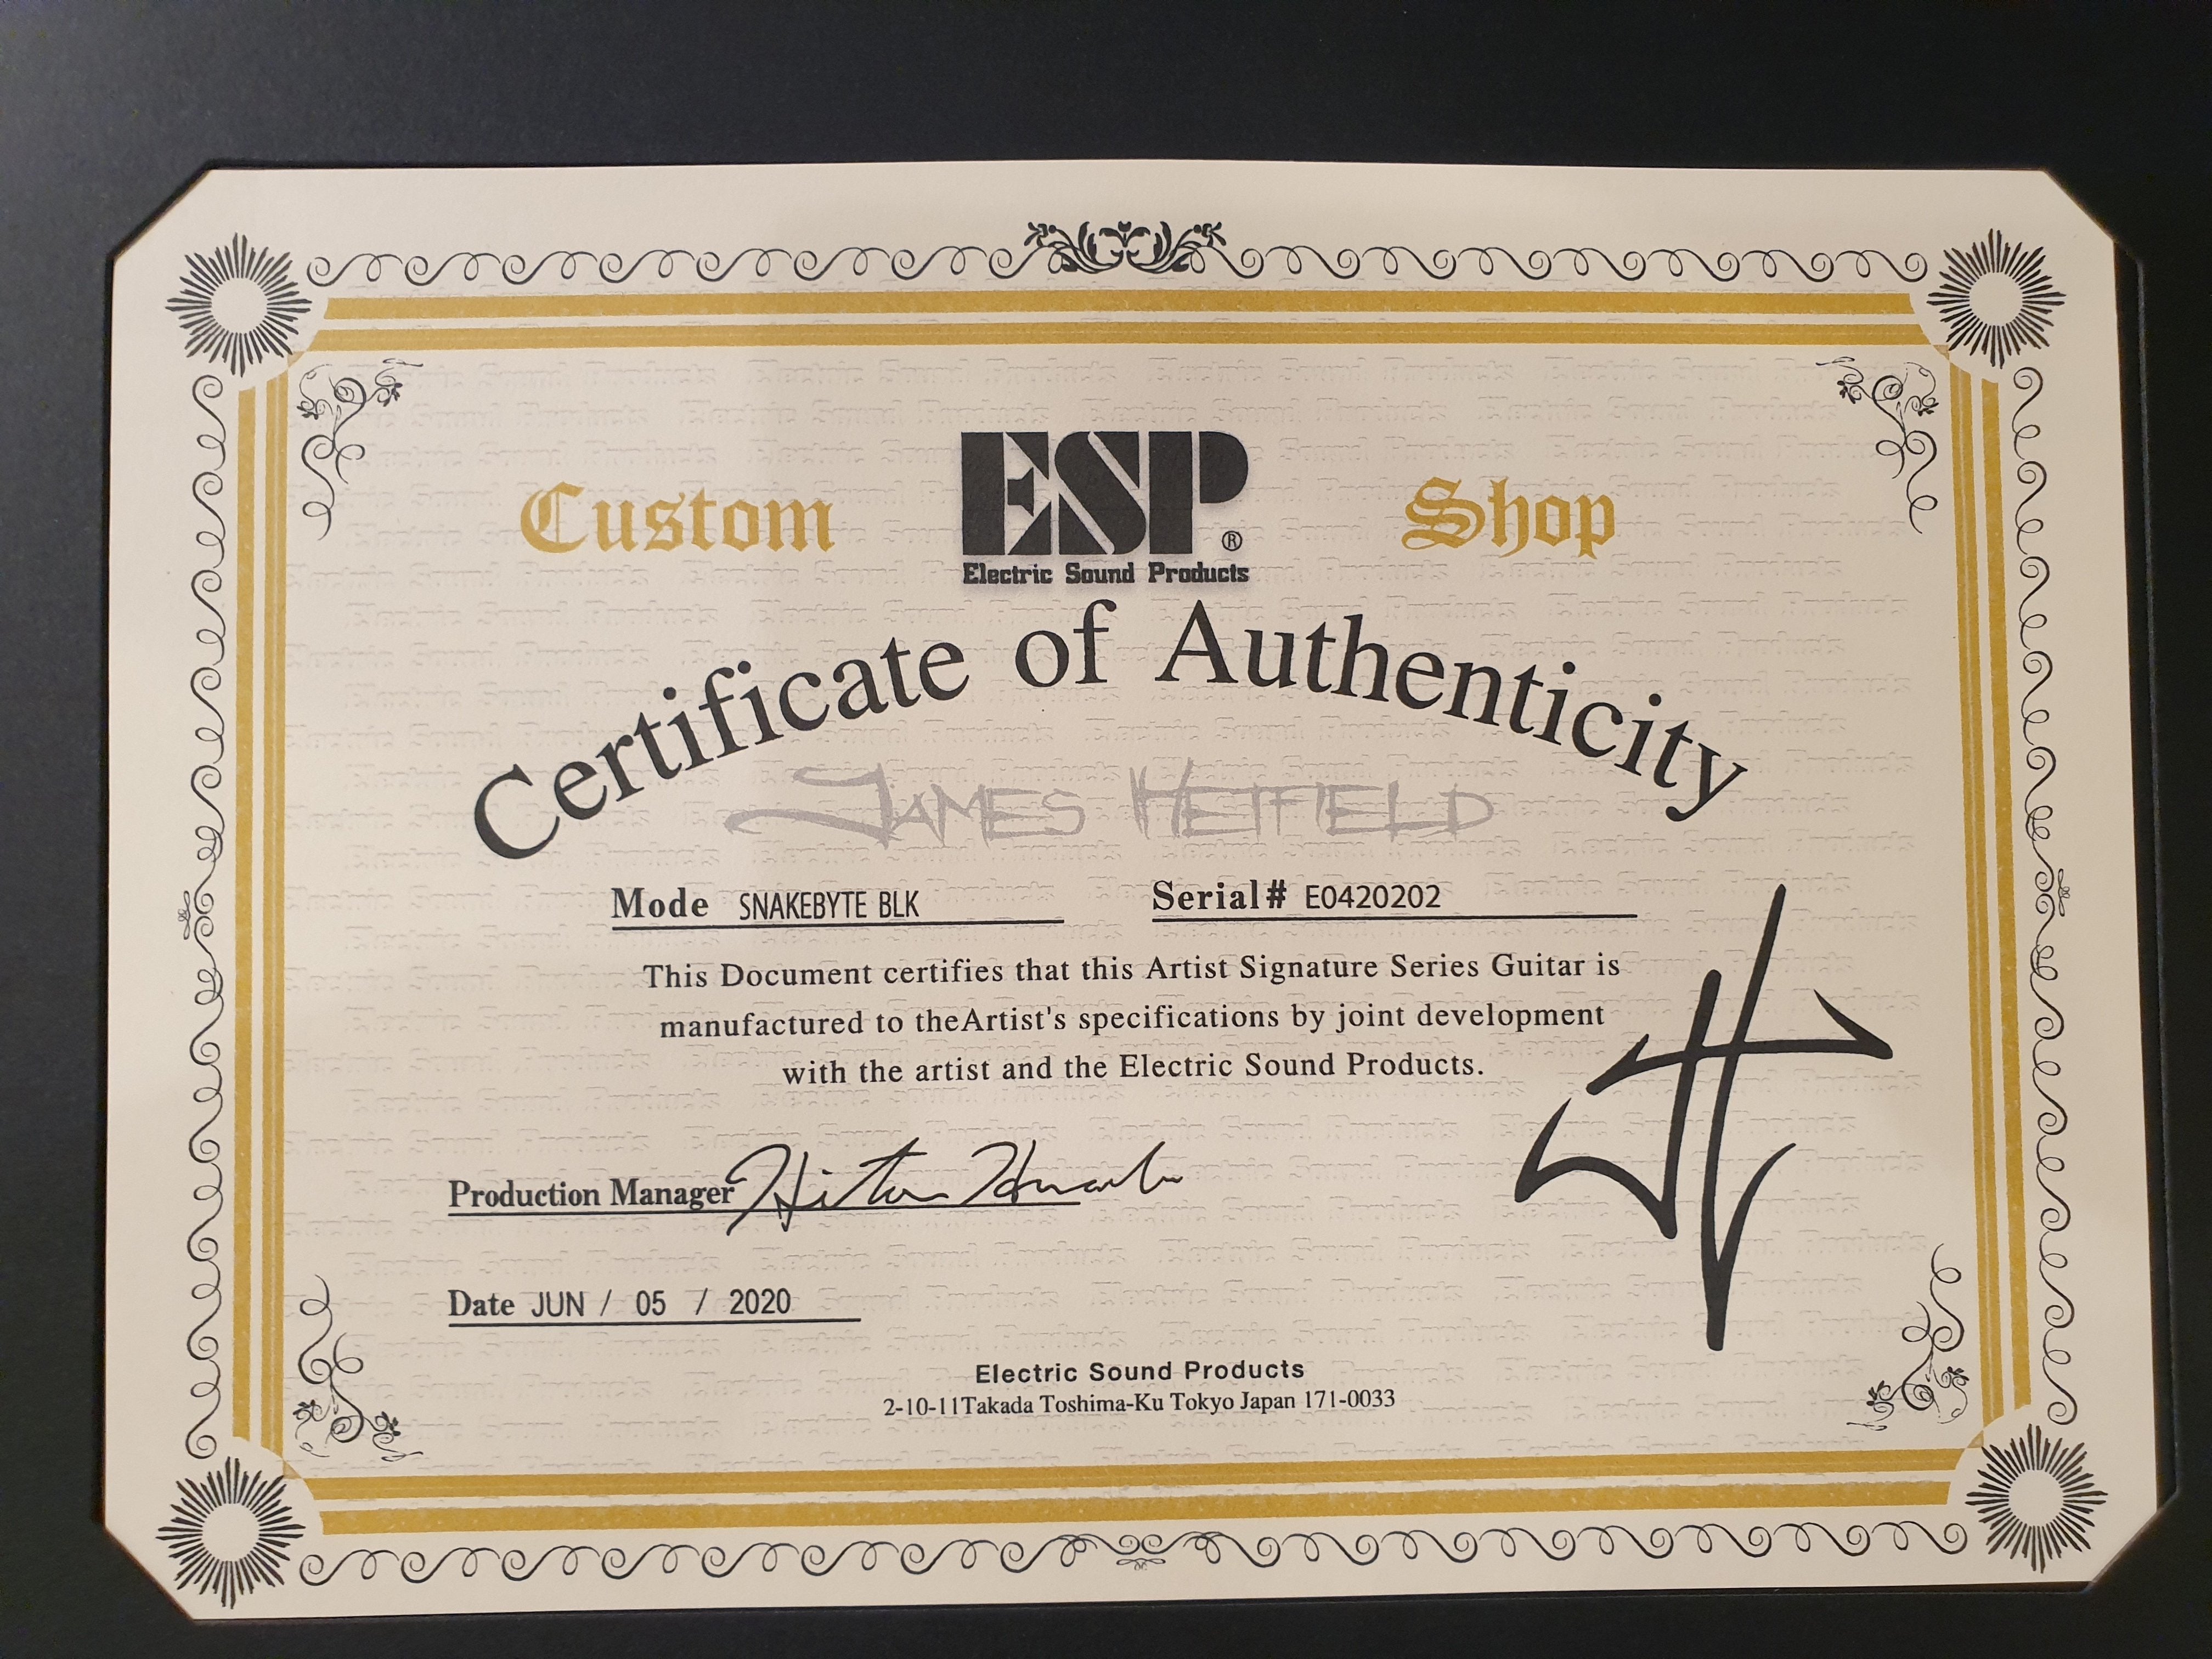 Custom ESP® Shop
Electric Sound Products
Certificate of Authenticity
JAMES HETFIELD
Mode SNAKEBYTE BLK Serial# E0420202
This Document certifies that this Artist Signature Series Guitar is
manufactured to theArtist's specifications by joint development
with the artist and the Electric Sound Products.
Production Manager
Date JUN / 05 / 2020
Electric Sound Products
2-10-11Takada Toshima-Ku Tokyo Japan 171-0033